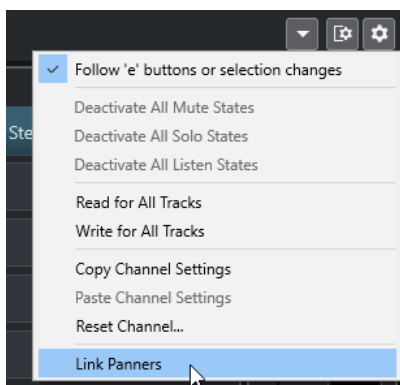 Follow 'e' buttons or selection changes
Deactivate All Mute States
Ste
Deactivate All Solo States
Deactivate All Listen States
Read for All Tracks
Write for All Tracks
Copy Channel Settings
Paste Channel Settings
Reset Channel...
Link Panners